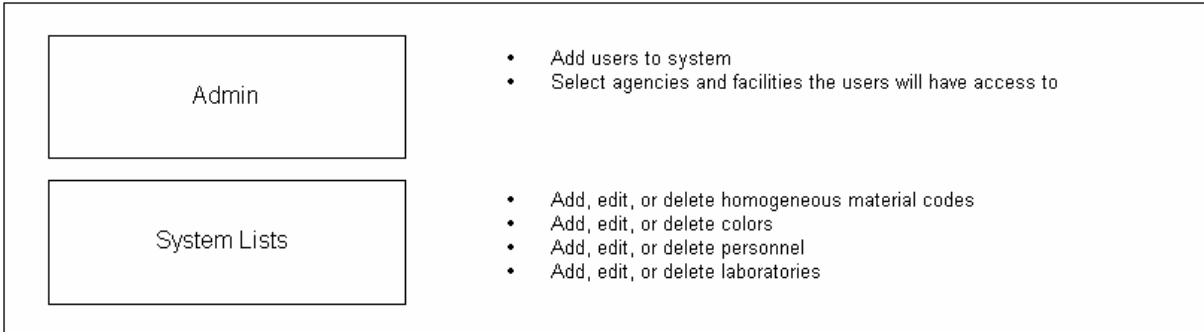 Admin
• Add users to system
• Select agencies and facilities the users will have access to
System Lists
• Add, edit, or delete homogeneous material codes
• Add, edit, or delete colors
• Add, edit, or delete personnel
• Add, edit, or delete laboratories